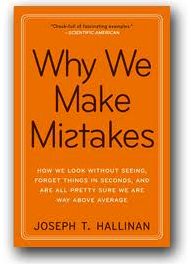 "Chock-full of fascinating examples."
—SCIENTIFIC AMERICAN
Why We
Make
Mistakes
HOW WE LOOK WITHOUT SEEING,
FORGET THINGS IN SECONDS, AND
ARE ALL PRETTY SURE WE ARE
WAY ABOVE AVERAGE
JOSEPH T. HALLINAN